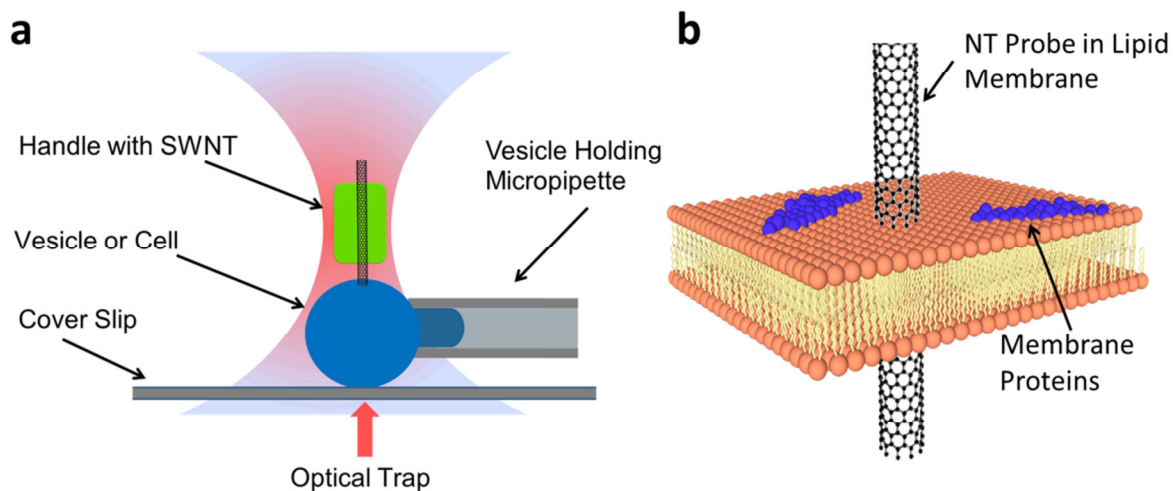 a
Handle with SWNT
Vesicle or Cell
Cover Slip
Vesicle Holding
Micropipette
Optical Trap
b
NT Probe in Lipid
Membrane
Membrane
Proteins